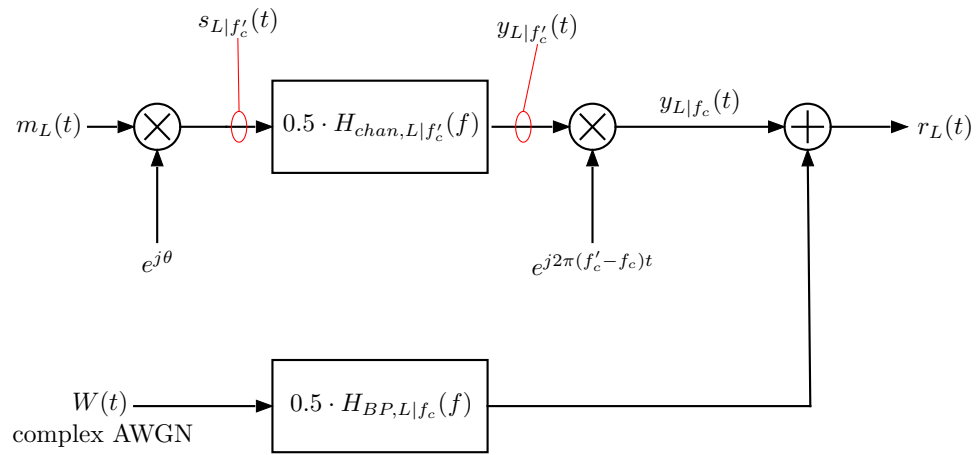 s_{L|f_c'}(t)
y_{L|f_c'}(t)
m_L(t)
0.5 · H_{chan,L|f_c'}(f)
y_{L|f_c}(t)
r_L(t)
e^{jθ}
e^{j2π(f_c'−f_c)t}
W(t)
complex AWGN
0.5 · H_{BP,L|f_c}(f)